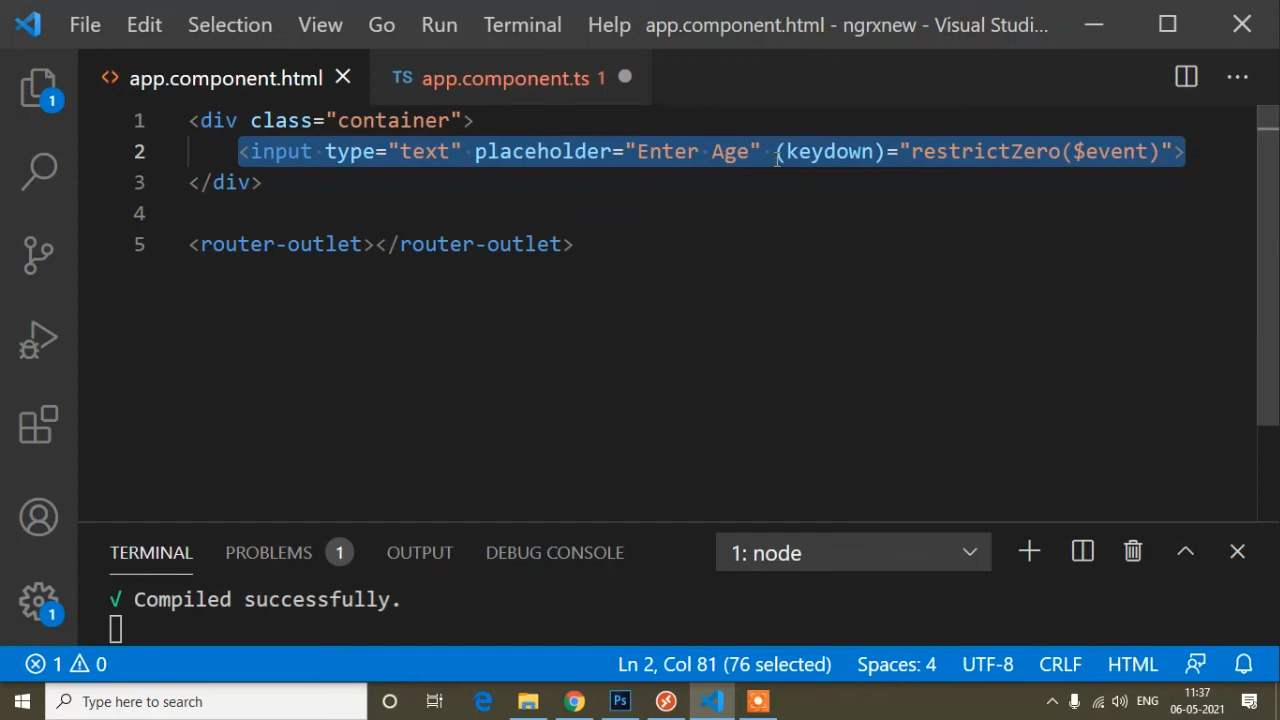 File Edit Selection View Go Run Terminal Help app.component.html - ngrxnew - Visual Studi...
<> app.component.html TS app.component.ts 1
1 <div class="container">
2 <input type="text" placeholder="Enter Age" (keydown)="restrictZero($event)">
3 </div>
4
5 <router-outlet></router-outlet>
TERMINAL PROBLEMS 1 OUTPUT DEBUG CONSOLE 1: node
√ Compiled successfully.
1
1
1 0 Ln 2, Col 81 (76 selected) Spaces: 4 UTF-8 CRLF HTML
Type here to search Ps ENG 11:37
06-05-2021